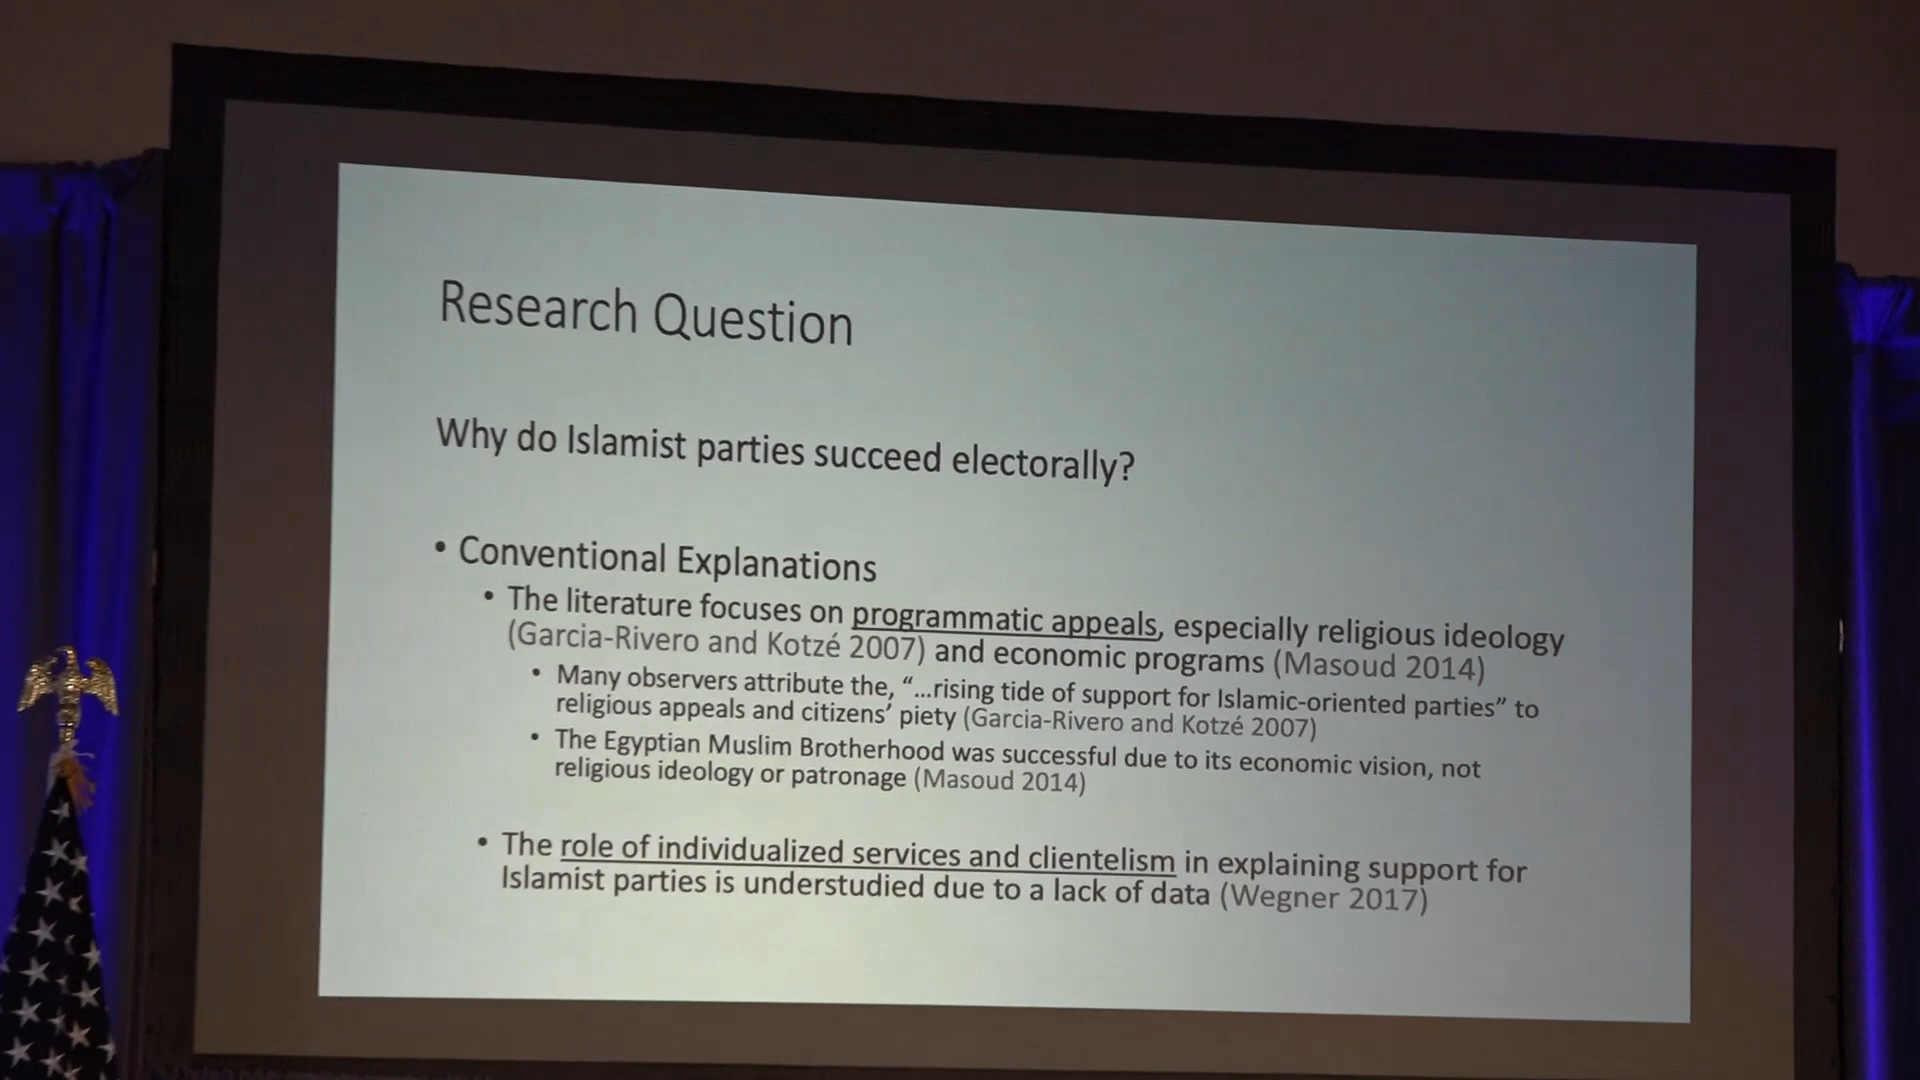 Research Question
Why do Islamist parties succeed electorally?
• Conventional Explanations
• The literature focuses on programmatic appeals, especially religious ideology
(Garcia-Rivero and Kotzé 2007) and economic programs (Masoud 2014)
• Many observers attribute the, “...rising tide of support for Islamic-oriented parties” to
religious appeals and citizens’ piety (Garcia-Rivero and Kotzé 2007)
• The Egyptian Muslim Brotherhood was successful due to its economic vision, not
religious ideology or patronage (Masoud 2014)
• The role of individualized services and clientelism in explaining support for
Islamist parties is understudied due to a lack of data (Wegner 2017)